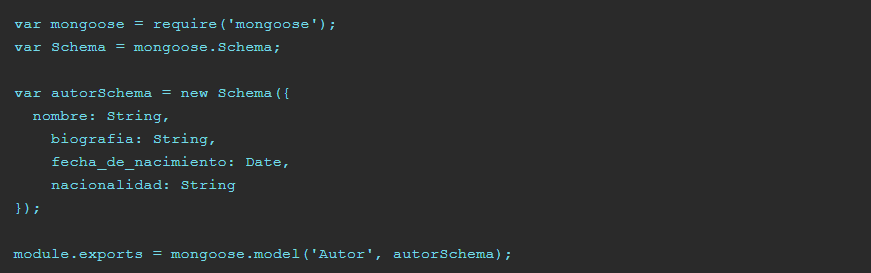 var mongoose = require('mongoose');
var Schema = mongoose.Schema;

var autorSchema = new Schema({
  nombre: String,
    biografia: String,
    fecha_de_nacimiento: Date,
    nacionalidad: String
});

module.exports = mongoose.model('Autor', autorSchema);